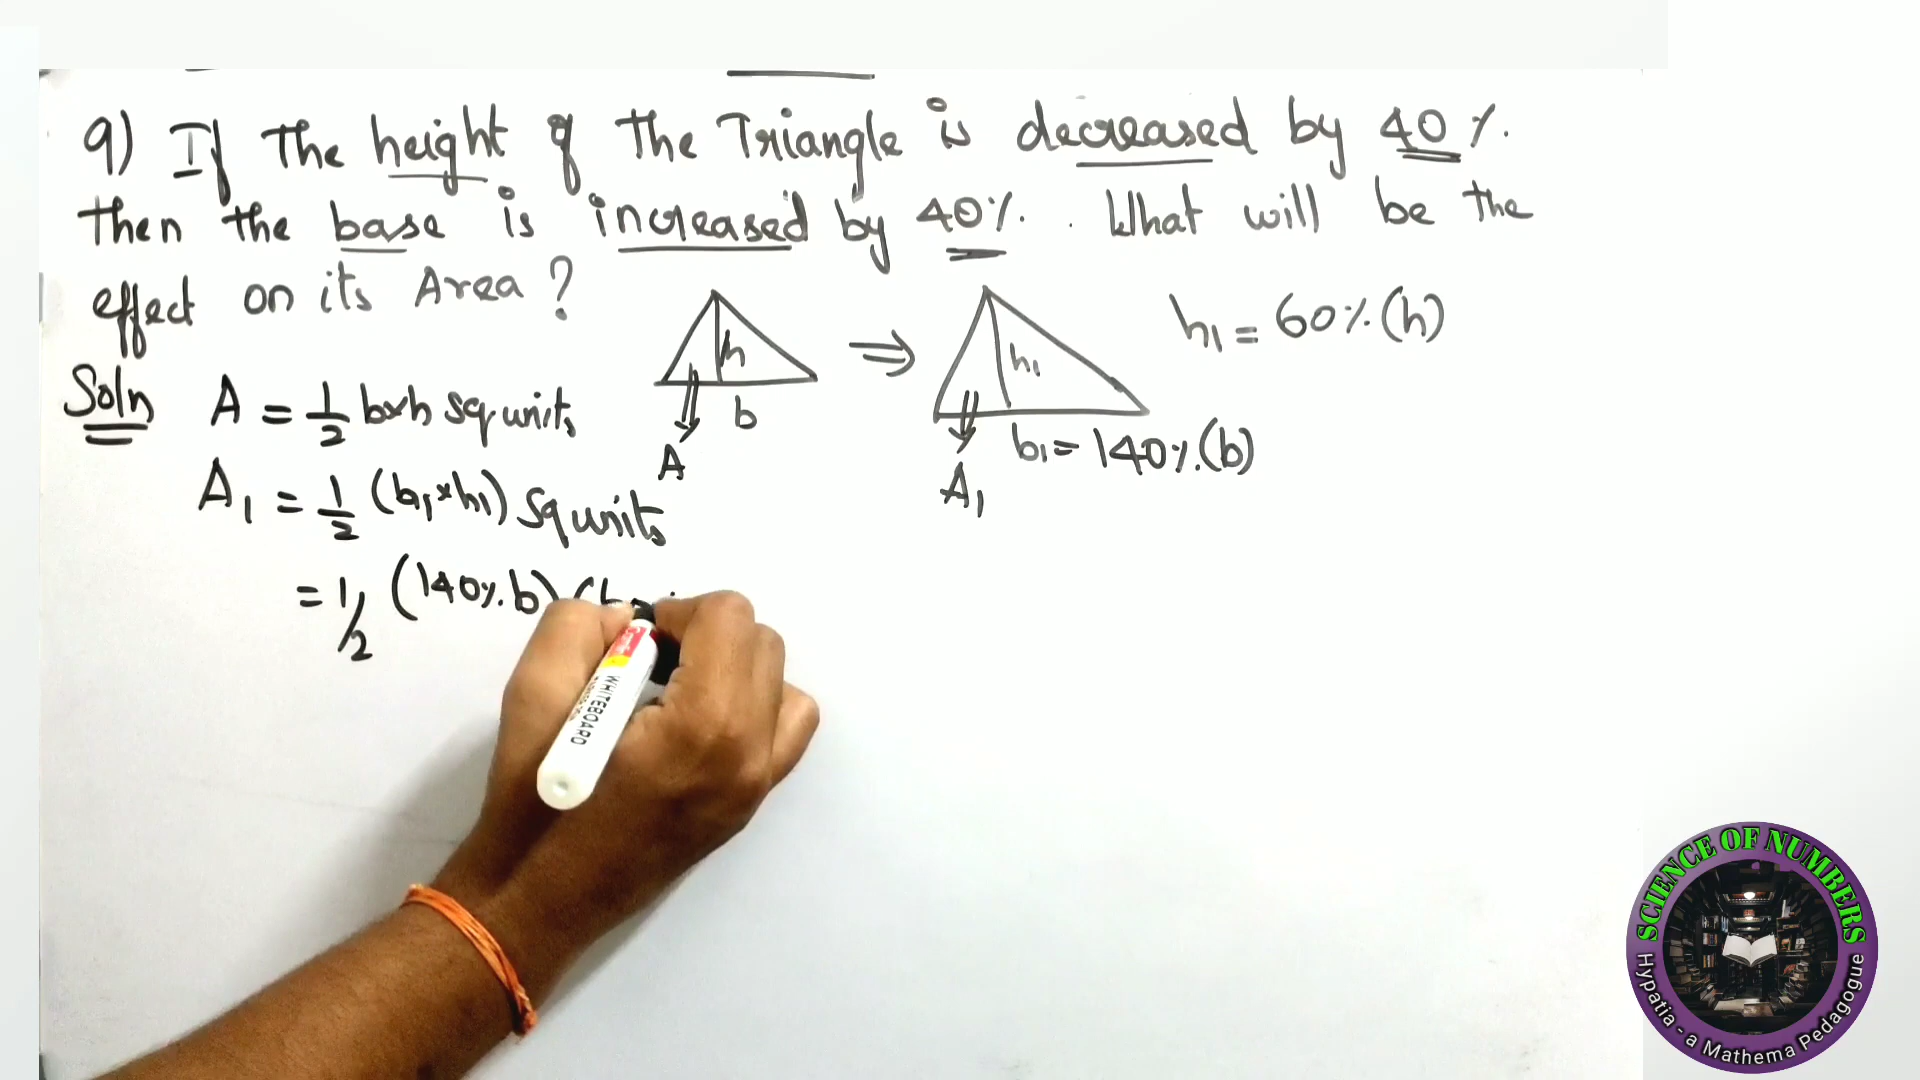 9) If The height of The Triangle is decreased by 40%.
Then the base is increased by 40%. What will be the
effect on its Area?
h
b
A
h1
b1 = 140%.(b)
A1
h1 = 60%(h)
Soln A = 1/2 b×h sq units
A1 = 1/2 (b1×h1) sq units
= 1/2 (140%.b) (
WHITEBOARD
SCIENCE OF NUMBERS
Hypatia - a Mathema Pedagogue